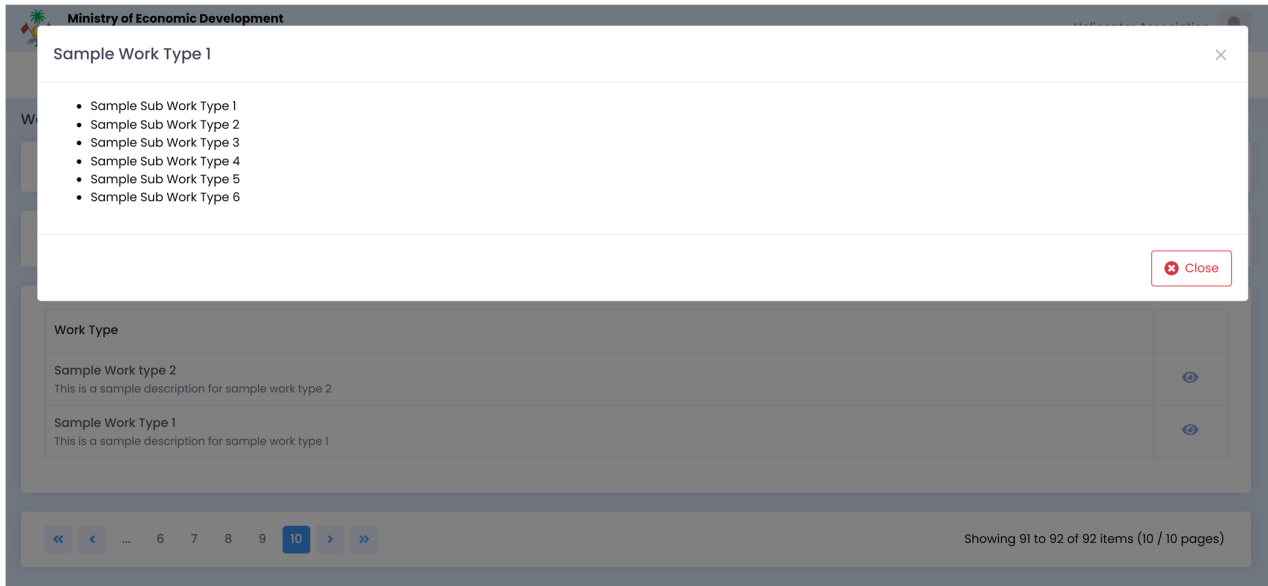 Ministry of Economic Development
Sample Work Type 1
• Sample Sub Work Type 1
• Sample Sub Work Type 2
• Sample Sub Work Type 3
• Sample Sub Work Type 4
• Sample Sub Work Type 5
• Sample Sub Work Type 6
Close
Work Type
Sample Work type 2
This is a sample description for sample work type 2
Sample Work Type 1
This is a sample description for sample work type 1
... 6 7 8 9 10
Showing 91 to 92 of 92 items (10 / 10 pages)